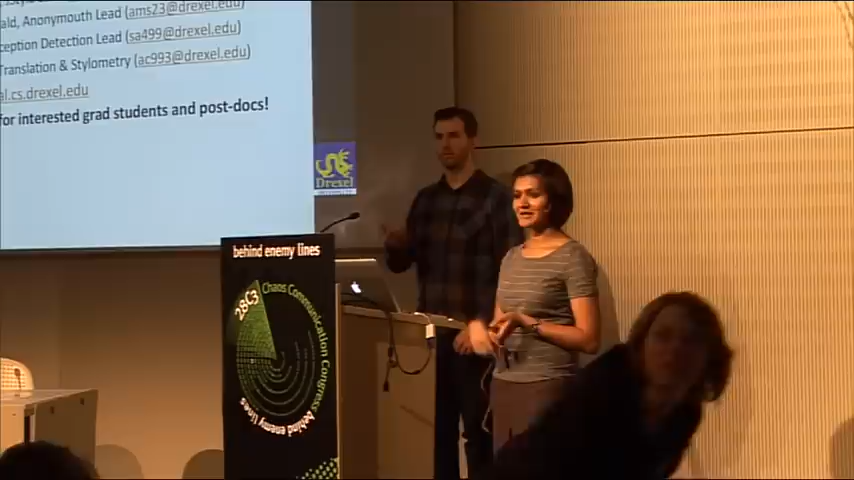 ald, Anonymouth Lead (ams23@drexel.edu
ception Detection Lead (sa499@drexel.edu
Translation & Stylometry (ac993@drexel.edu)
al.cs.drexel.edu
for interested grad students and post-docs!
Drexel
UNIVERSITY
behind enemy lines
28C3
Chaos Communication Congress
behind enemy lines